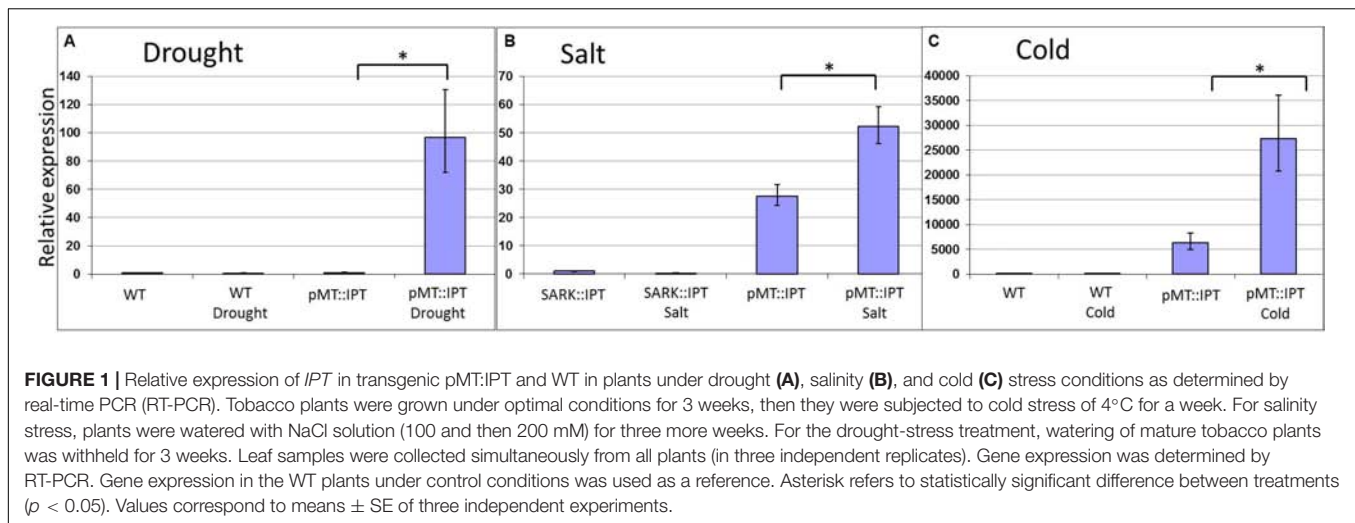 A
Drought
*
Relative expression
140
120
100
80
60
40
20
0
WT
WT
Drought
pMT::IPT
pMT::IPT
Drought
B
Salt
*
70
60
50
40
30
20
10
0
SARK::IPT
SARK::IPT
Salt
pMT::IPT
pMT::IPT
Salt
C
Cold
*
40000
35000
30000
25000
20000
15000
10000
5000
0
WT
WT
Cold
pMT::IPT
pMT::IPT
Cold
FIGURE 1 | Relative expression of IPT in transgenic pMT:IPT and WT in plants under drought (A), salinity (B), and cold (C) stress conditions as determined by
real-time PCR (RT-PCR). Tobacco plants were grown under optimal conditions for 3 weeks, then they were subjected to cold stress of 4°C for a week. For salinity
stress, plants were watered with NaCl solution (100 and then 200 mM) for three more weeks. For the drought-stress treatment, watering of mature tobacco plants
was withheld for 3 weeks. Leaf samples were collected simultaneously from all plants (in three independent replicates). Gene expression was determined by
RT-PCR. Gene expression in the WT plants under control conditions was used as a reference. Asterisk refers to statistically significant difference between treatments
(p < 0.05). Values correspond to means ± SE of three independent experiments.